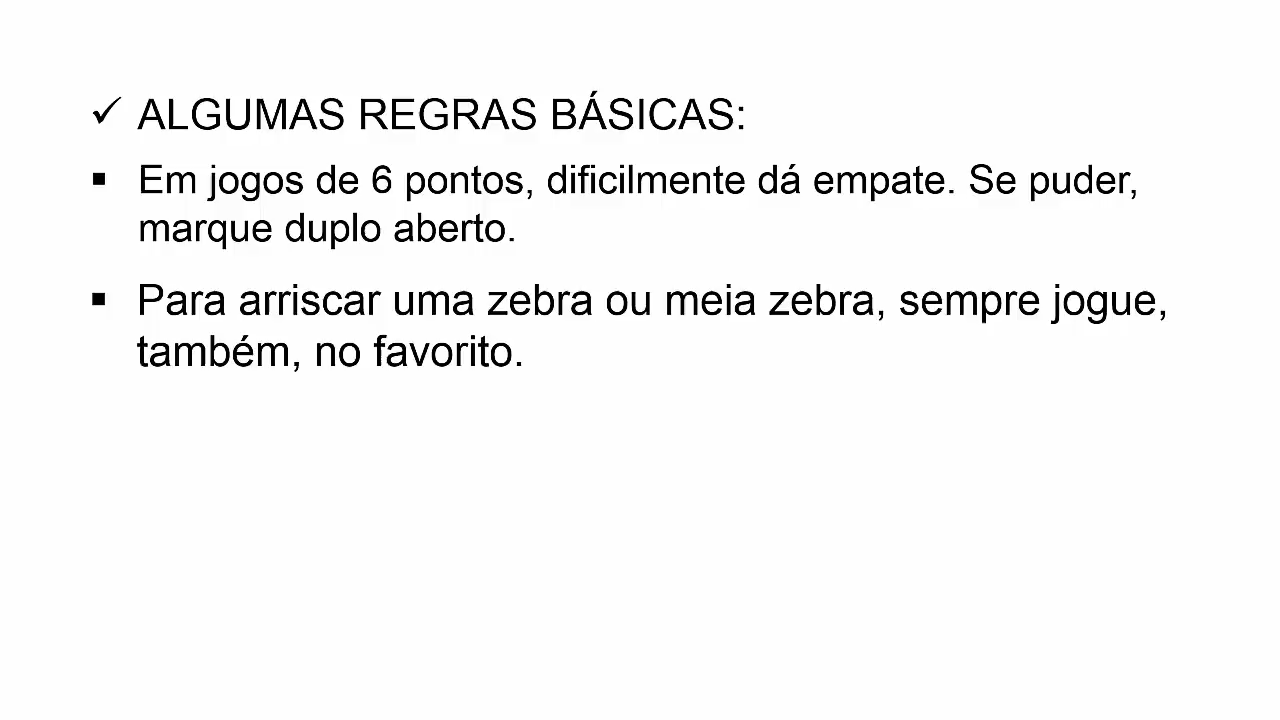 ✓ ALGUMAS REGRAS BÁSICAS:
▪ Em jogos de 6 pontos, dificilmente dá empate. Se puder,
marque duplo aberto.
▪ Para arriscar uma zebra ou meia zebra, sempre jogue,
também, no favorito.